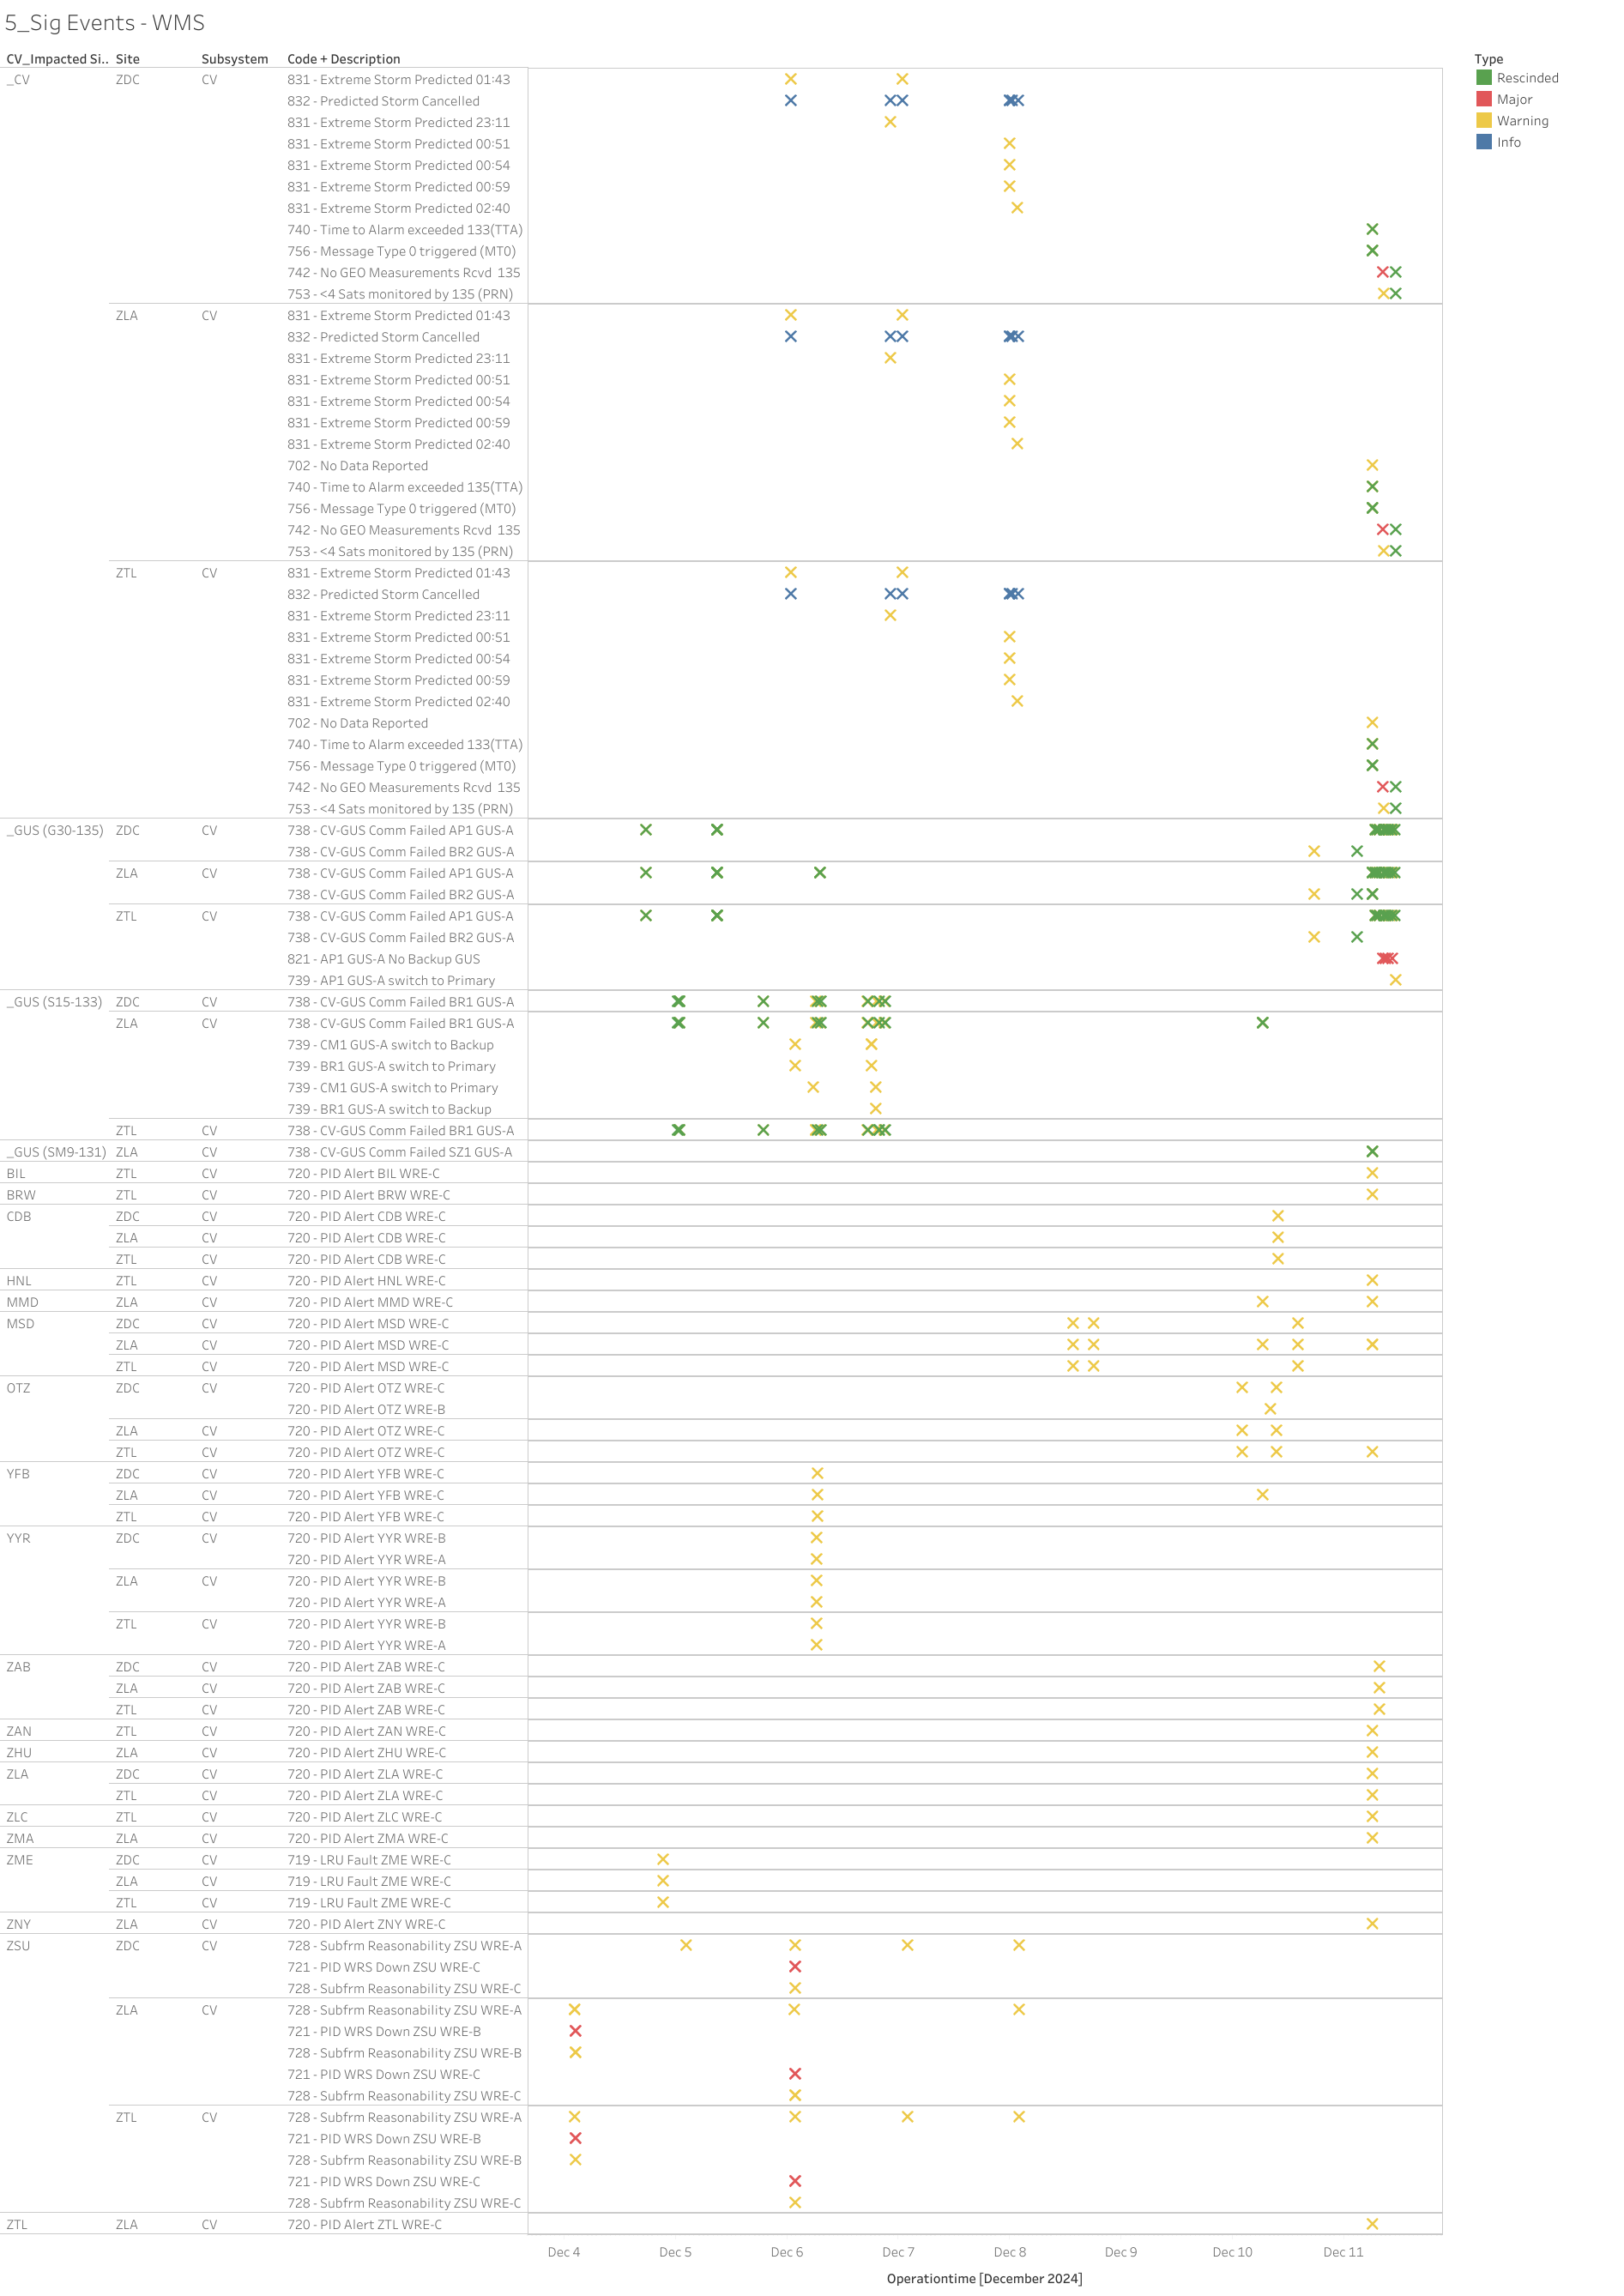 5_Sig Events - WMS
CV_Impacted Si.. Site Subsystem Code + Description
Type
Rescinded
Major
Warning
Info
_CV ZDC CV 831 - Extreme Storm Predicted 01:43
832 - Predicted Storm Cancelled
831 - Extreme Storm Predicted 23:11
831 - Extreme Storm Predicted 00:51
831 - Extreme Storm Predicted 00:54
831 - Extreme Storm Predicted 00:59
831 - Extreme Storm Predicted 02:40
740 - Time to Alarm exceeded 133(TTA)
756 - Message Type 0 triggered (MT0)
742 - No GEO Measurements Rcvd 135
753 - <4 Sats monitored by 135 (PRN)
ZLA CV 831 - Extreme Storm Predicted 01:43
832 - Predicted Storm Cancelled
831 - Extreme Storm Predicted 23:11
831 - Extreme Storm Predicted 00:51
831 - Extreme Storm Predicted 00:54
831 - Extreme Storm Predicted 00:59
831 - Extreme Storm Predicted 02:40
702 - No Data Reported
740 - Time to Alarm exceeded 135(TTA)
756 - Message Type 0 triggered (MT0)
742 - No GEO Measurements Rcvd 135
753 - <4 Sats monitored by 135 (PRN)
ZTL CV 831 - Extreme Storm Predicted 01:43
832 - Predicted Storm Cancelled
831 - Extreme Storm Predicted 23:11
831 - Extreme Storm Predicted 00:51
831 - Extreme Storm Predicted 00:54
831 - Extreme Storm Predicted 00:59
831 - Extreme Storm Predicted 02:40
702 - No Data Reported
740 - Time to Alarm exceeded 133(TTA)
756 - Message Type 0 triggered (MT0)
742 - No GEO Measurements Rcvd 135
753 - <4 Sats monitored by 135 (PRN)
_GUS (G30-135) ZDC CV 738 - CV-GUS Comm Failed AP1 GUS-A
738 - CV-GUS Comm Failed BR2 GUS-A
ZLA CV 738 - CV-GUS Comm Failed AP1 GUS-A
738 - CV-GUS Comm Failed BR2 GUS-A
ZTL CV 738 - CV-GUS Comm Failed AP1 GUS-A
738 - CV-GUS Comm Failed BR2 GUS-A
821 - AP1 GUS-A No Backup GUS
739 - AP1 GUS-A switch to Primary
_GUS (S15-133) ZDC CV 738 - CV-GUS Comm Failed BR1 GUS-A
ZLA CV 738 - CV-GUS Comm Failed BR1 GUS-A
739 - CM1 GUS-A switch to Backup
739 - BR1 GUS-A switch to Primary
739 - CM1 GUS-A switch to Primary
739 - BR1 GUS-A switch to Backup
ZTL CV 738 - CV-GUS Comm Failed BR1 GUS-A
_GUS (SM9-131) ZLA CV 738 - CV-GUS Comm Failed SZ1 GUS-A
BIL ZTL CV 720 - PID Alert BIL WRE-C
BRW ZTL CV 720 - PID Alert BRW WRE-C
CDB ZDC CV 720 - PID Alert CDB WRE-C
ZLA CV 720 - PID Alert CDB WRE-C
ZTL CV 720 - PID Alert CDB WRE-C
HNL ZTL CV 720 - PID Alert HNL WRE-C
MMD ZLA CV 720 - PID Alert MMD WRE-C
MSD ZDC CV 720 - PID Alert MSD WRE-C
ZLA CV 720 - PID Alert MSD WRE-C
ZTL CV 720 - PID Alert MSD WRE-C
OTZ ZDC CV 720 - PID Alert OTZ WRE-C
720 - PID Alert OTZ WRE-B
ZLA CV 720 - PID Alert OTZ WRE-C
ZTL CV 720 - PID Alert OTZ WRE-C
YFB ZDC CV 720 - PID Alert YFB WRE-C
ZLA CV 720 - PID Alert YFB WRE-C
ZTL CV 720 - PID Alert YFB WRE-C
YYR ZDC CV 720 - PID Alert YYR WRE-B
720 - PID Alert YYR WRE-A
ZLA CV 720 - PID Alert YYR WRE-B
720 - PID Alert YYR WRE-A
ZTL CV 720 - PID Alert YYR WRE-B
720 - PID Alert YYR WRE-A
ZAB ZDC CV 720 - PID Alert ZAB WRE-C
ZLA CV 720 - PID Alert ZAB WRE-C
ZTL CV 720 - PID Alert ZAB WRE-C
ZAN ZTL CV 720 - PID Alert ZAN WRE-C
ZHU ZLA CV 720 - PID Alert ZHU WRE-C
ZLA ZDC CV 720 - PID Alert ZLA WRE-C
ZTL CV 720 - PID Alert ZLA WRE-C
ZLC ZTL CV 720 - PID Alert ZLC WRE-C
ZMA ZLA CV 720 - PID Alert ZMA WRE-C
ZME ZDC CV 719 - LRU Fault ZME WRE-C
ZLA CV 719 - LRU Fault ZME WRE-C
ZTL CV 719 - LRU Fault ZME WRE-C
ZNY ZLA CV 720 - PID Alert ZNY WRE-C
ZSU ZDC CV 728 - Subfrm Reasonability ZSU WRE-A
721 - PID WRS Down ZSU WRE-C
728 - Subfrm Reasonability ZSU WRE-C
ZLA CV 728 - Subfrm Reasonability ZSU WRE-A
721 - PID WRS Down ZSU WRE-B
728 - Subfrm Reasonability ZSU WRE-B
721 - PID WRS Down ZSU WRE-C
728 - Subfrm Reasonability ZSU WRE-C
ZTL CV 728 - Subfrm Reasonability ZSU WRE-A
721 - PID WRS Down ZSU WRE-B
728 - Subfrm Reasonability ZSU WRE-B
721 - PID WRS Down ZSU WRE-C
728 - Subfrm Reasonability ZSU WRE-C
ZTL ZLA CV 720 - PID Alert ZTL WRE-C
Dec 4 Dec 5 Dec 6 Dec 7 Dec 8 Dec 9 Dec 10 Dec 11
Operationtime [December 2024]